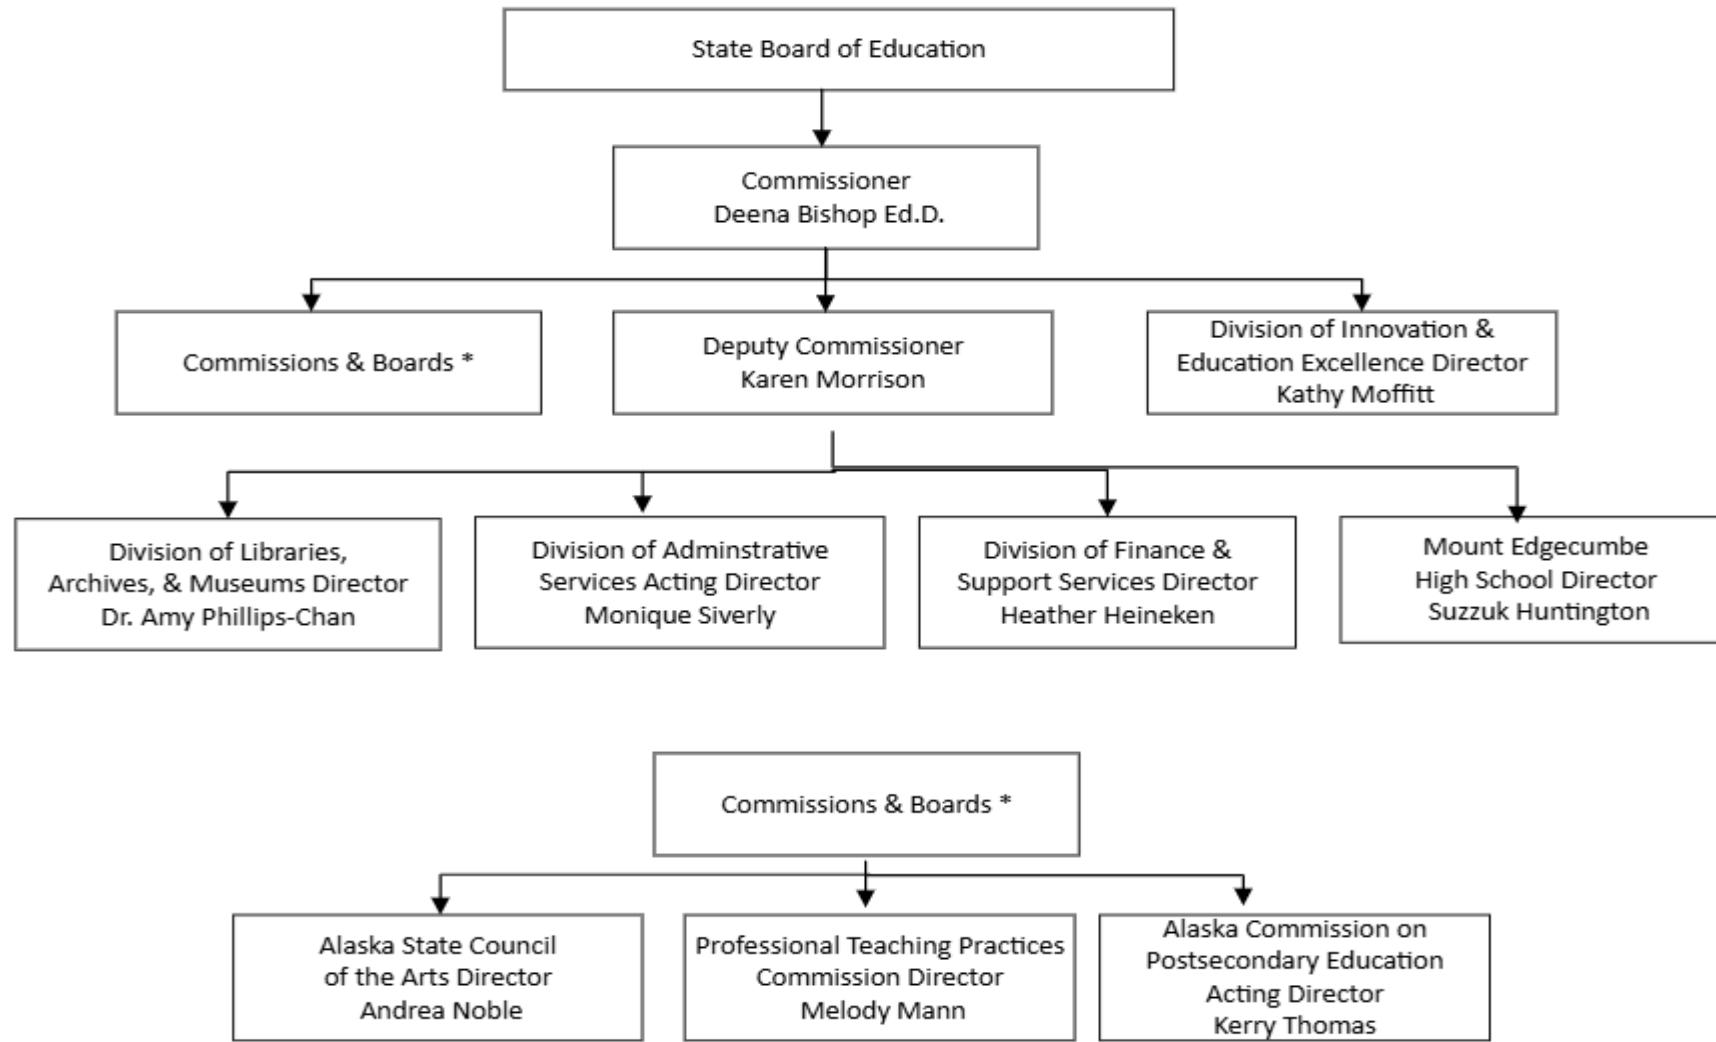 State Board of Education
Commissioner
Deena Bishop Ed.D.
Commissions & Boards *
Deputy Commissioner
Karen Morrison
Division of Innovation &
Education Excellence Director
Kathy Moffitt
Division of Libraries,
Archives, & Museums Director
Dr. Amy Phillips-Chan
Division of Adminstrative
Services Acting Director
Monique Siverly
Division of Finance &
Support Services Director
Heather Heineken
Mount Edgecumbe
High School Director
Suzzuk Huntington
Commissions & Boards *
Alaska State Council
of the Arts Director
Andrea Noble
Professional Teaching Practices
Commission Director
Melody Mann
Alaska Commission on
Postsecondary Education
Acting Director
Kerry Thomas